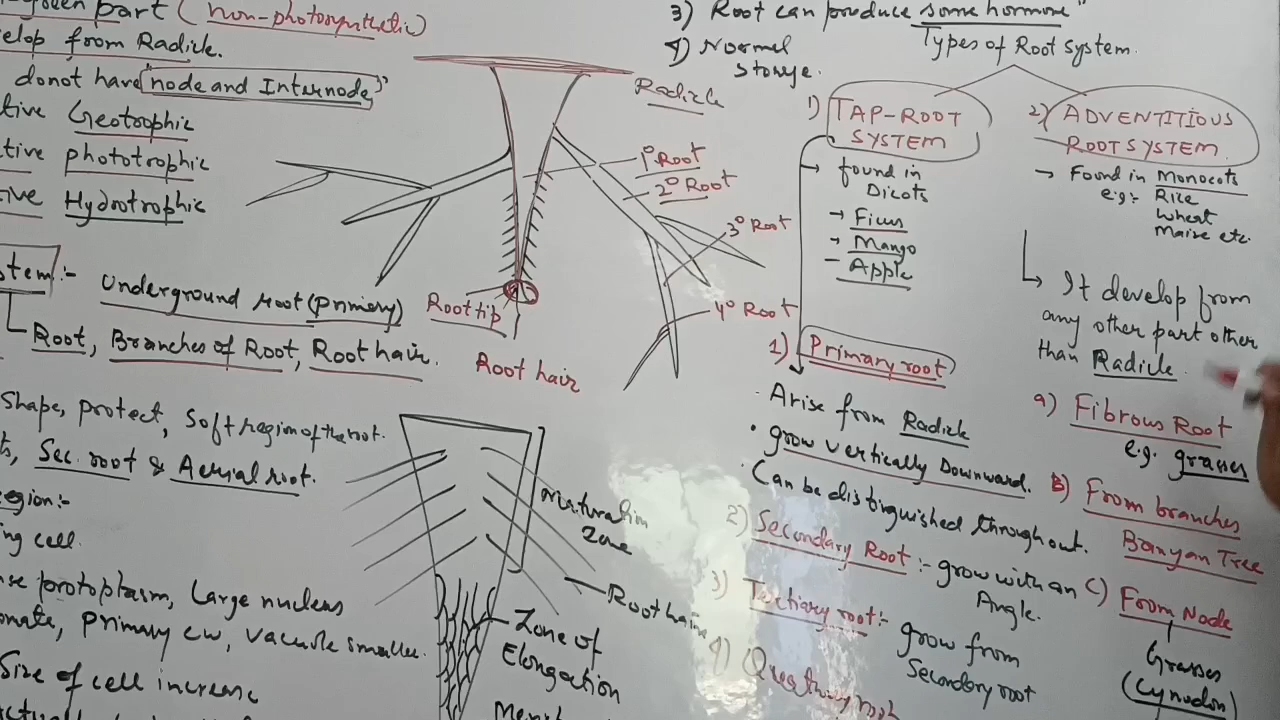 part (non-photosynthetic)
elop from Radicle.
donot have "node and Internode"
tive Geotrophic
tive phototrophic
ive Hydrotrophic
stem:- Underground root (primary)
Root, Branches of Root, Root hair.
Shape, protect, Soft region of the root.
ts, Sec. root & Aerial root.
egion:-
ing cell.
se protoplasm, Large nucleus
onate, primary cw, vacuole smaller.
Size of cell increase
Radicle
1° Root
2° Root
3° Root
4° Root
Root tip
Root hair
Maturation
Zone
Root hairs
Zone of
Elongation
3) Root can produce some hormone"
4) Normal
storage.
Types of Root system.
1) TAP-ROOT
SYSTEM
→ found in
Dicots
→ Ficus
→ Mango
- Apple
1) Primary root
· Arise from Radicle
· grow vertically Downward.
· Can be distinguished throughout.
2) Secondary Root :- grow with an
Angle.
3) Tertiary root:- grow from
Secondary root
4)
2) ADVENTITIOUS
ROOT SYSTEM
→ Found in Monocots
e.g:- Rice
Wheat
Maize etc.
It develop from
any other part other
than Radicle.
a) Fibrous Root
e.g. grasses
B) From branches
Banyan Tree
C) From Node
Grasses
(Cynodon)